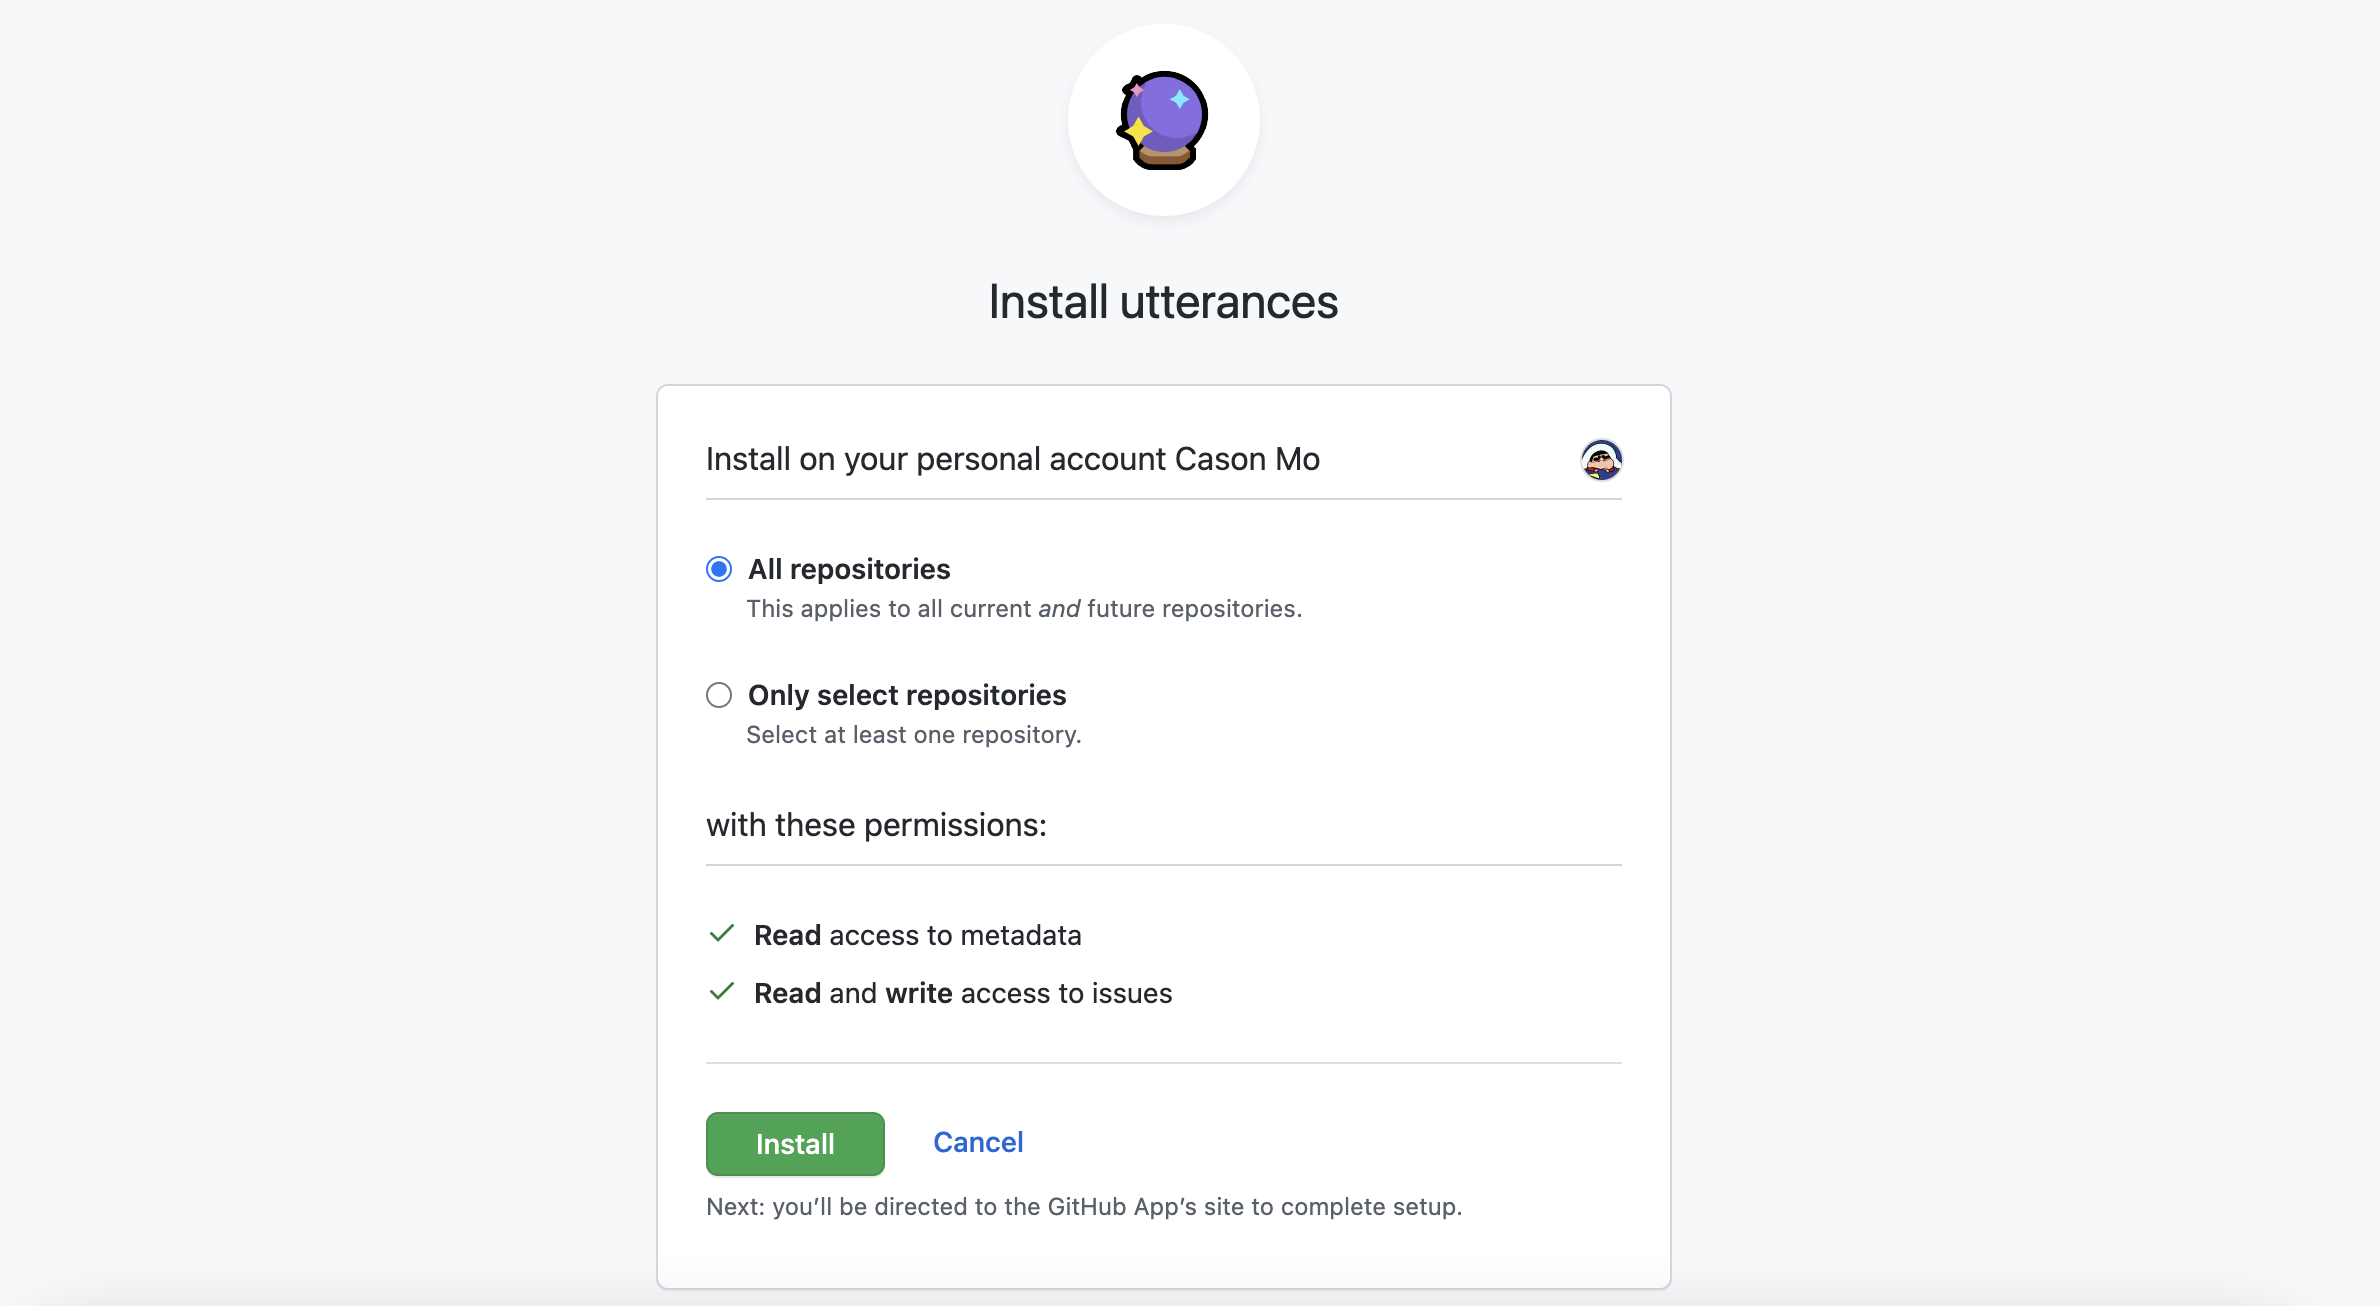 Install utterances
Install on your personal account Cason Mo
All repositories
This applies to all current and future repositories.
Only select repositories
Select at least one repository.
with these permissions:
Read access to metadata
Read and write access to issues
Install
Cancel
Next: you’ll be directed to the GitHub App’s site to complete setup.